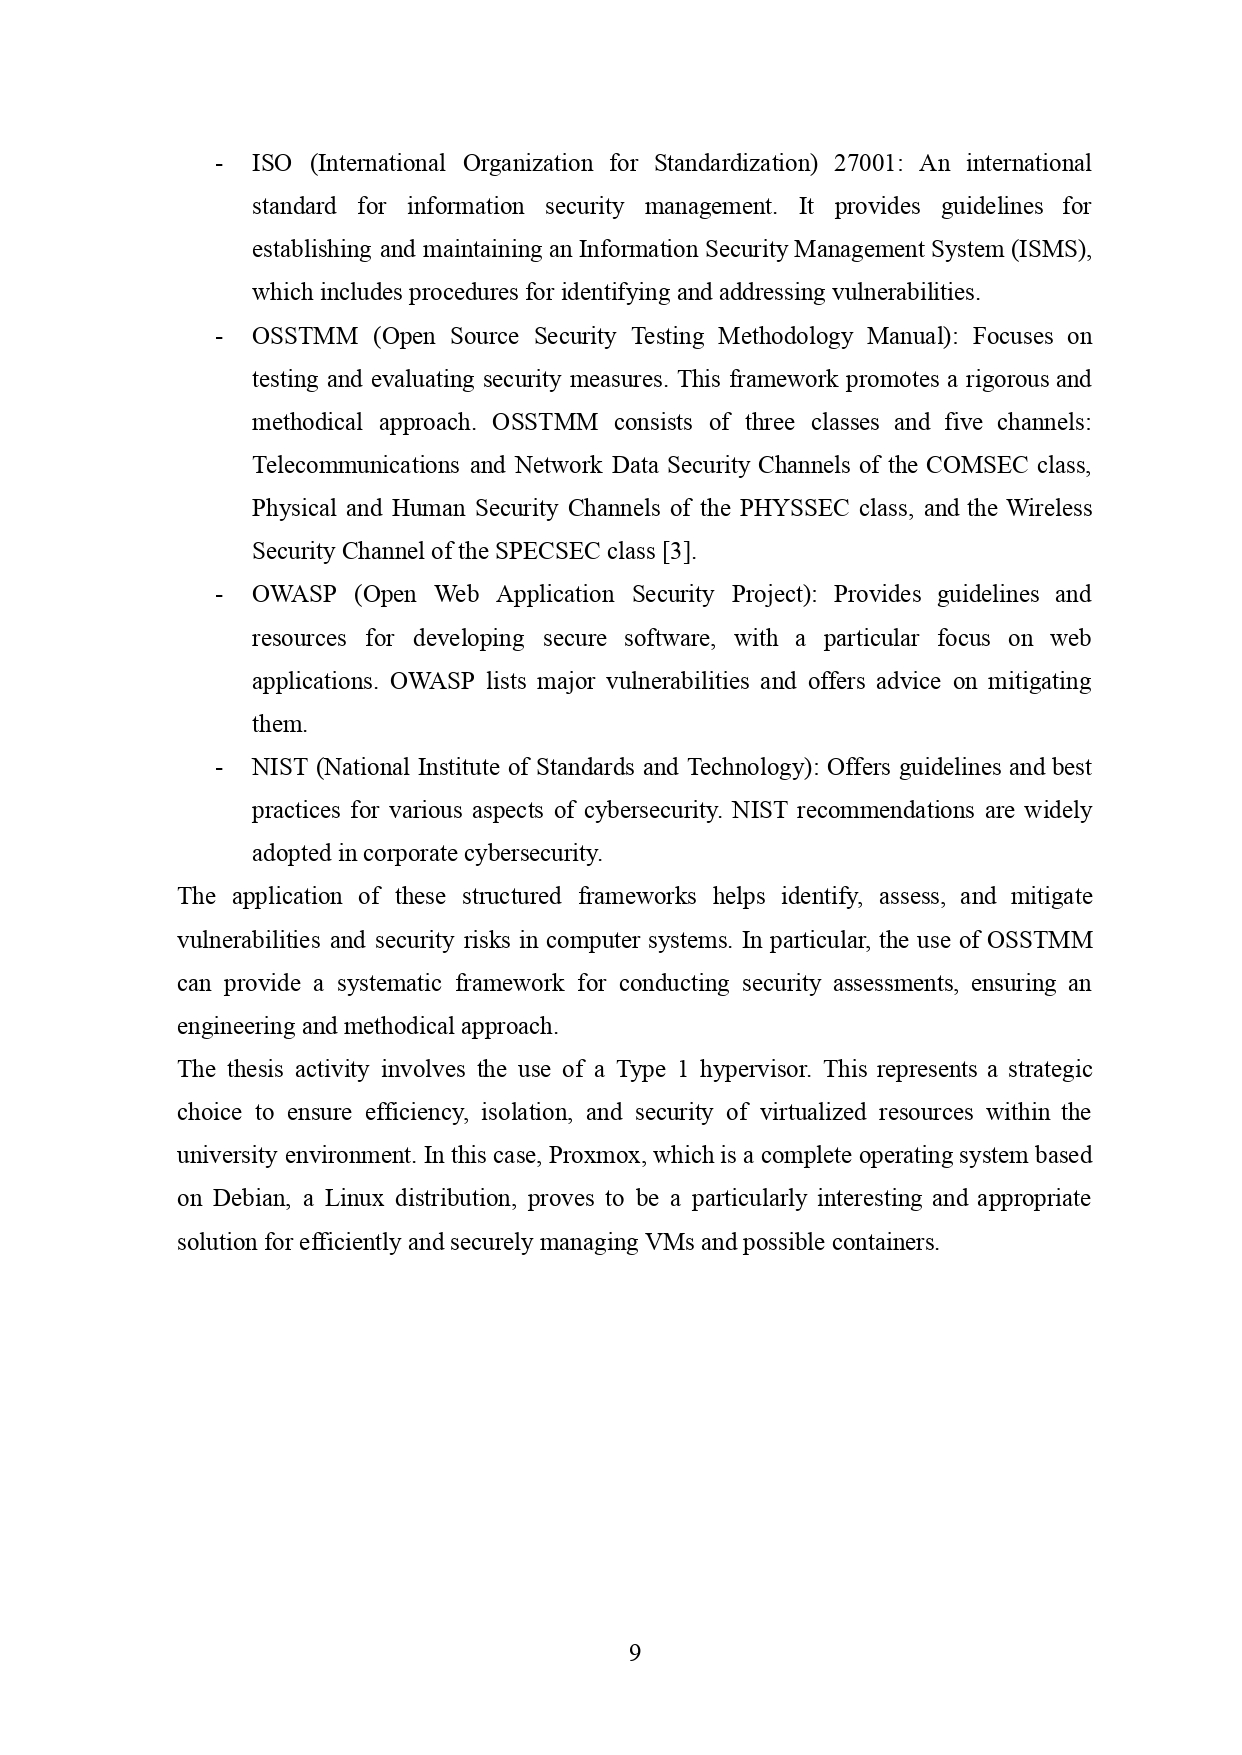 - ISO (International Organization for Standardization) 27001: An international
standard for information security management. It provides guidelines for
establishing and maintaining an Information Security Management System (ISMS),
which includes procedures for identifying and addressing vulnerabilities.
- OSSTMM (Open Source Security Testing Methodology Manual): Focuses on
testing and evaluating security measures. This framework promotes a rigorous and
methodical approach. OSSTMM consists of three classes and five channels:
Telecommunications and Network Data Security Channels of the COMSEC class,
Physical and Human Security Channels of the PHYSSEC class, and the Wireless
Security Channel of the SPECSEC class [3].
- OWASP (Open Web Application Security Project): Provides guidelines and
resources for developing secure software, with a particular focus on web
applications. OWASP lists major vulnerabilities and offers advice on mitigating
them.
- NIST (National Institute of Standards and Technology): Offers guidelines and best
practices for various aspects of cybersecurity. NIST recommendations are widely
adopted in corporate cybersecurity.
The application of these structured frameworks helps identify, assess, and mitigate
vulnerabilities and security risks in computer systems. In particular, the use of OSSTMM
can provide a systematic framework for conducting security assessments, ensuring an
engineering and methodical approach.
The thesis activity involves the use of a Type 1 hypervisor. This represents a strategic
choice to ensure efficiency, isolation, and security of virtualized resources within the
university environment. In this case, Proxmox, which is a complete operating system based
on Debian, a Linux distribution, proves to be a particularly interesting and appropriate
solution for efficiently and securely managing VMs and possible containers.
9